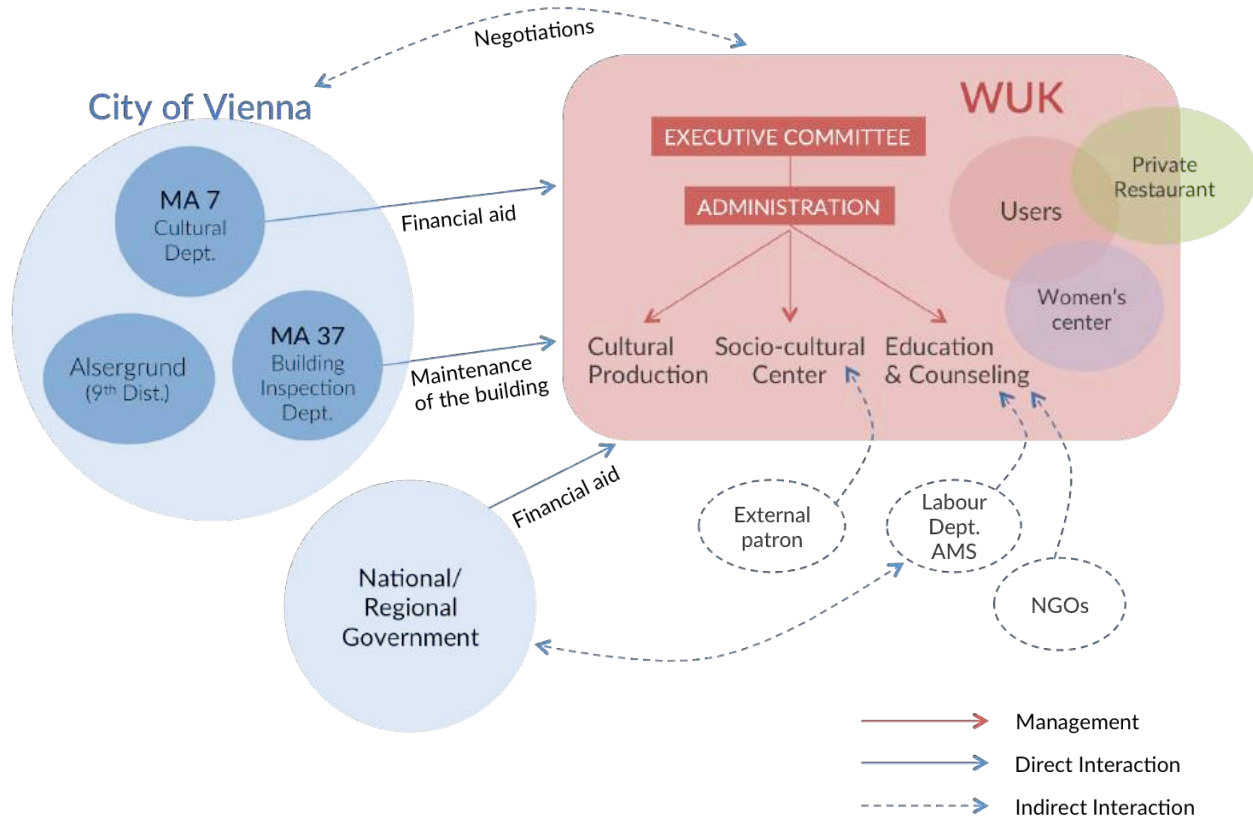 Negotiations
City of Vienna
MA 7
Cultural
Dept.
Alsergrund
(9th Dist.)
MA 37
Building
Inspection
Dept.
Financial aid
Maintenance
of the building
WUK
EXECUTIVE COMMITTEE
ADMINISTRATION
Cultural
Production
Socio-cultural
Center
Education
& Counseling
Users
Private
Restaurant
Women's
center
National/
Regional
Government
Financial aid
External
patron
Labour
Dept.
AMS
NGOs
Management
Direct Interaction
Indirect Interaction